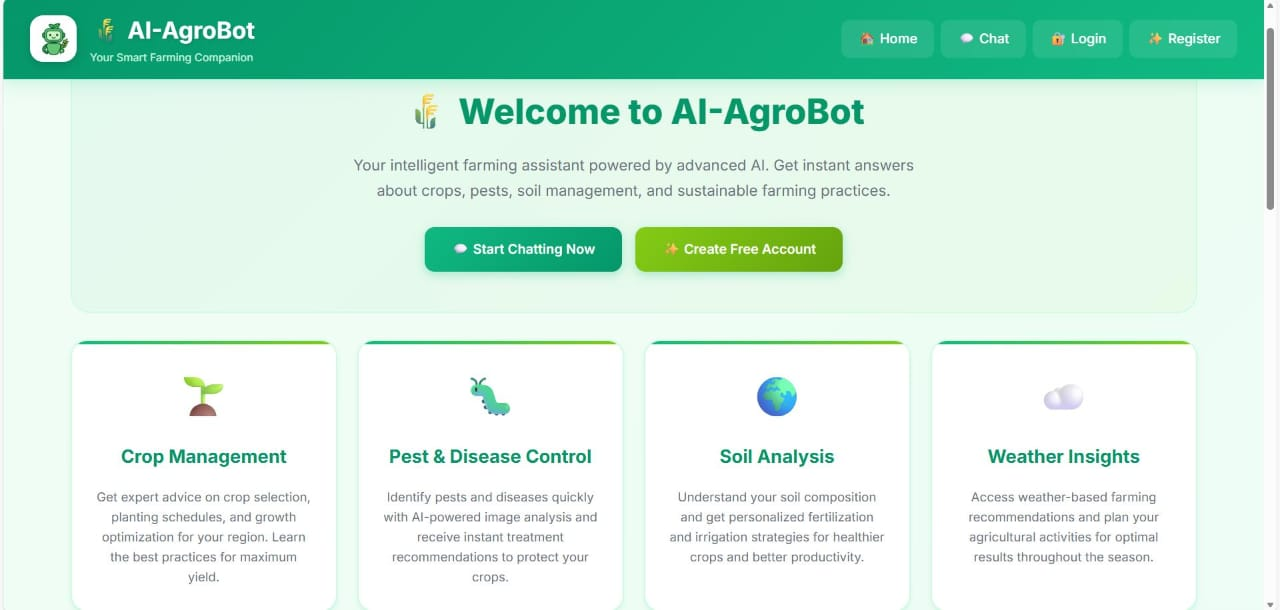 AI-AgroBot
Your Smart Farming Companion
Home
Chat
Login
Register
Welcome to AI-AgroBot
Your intelligent farming assistant powered by advanced AI. Get instant answers
about crops, pests, soil management, and sustainable farming practices.
Start Chatting Now
Create Free Account
Crop Management
Get expert advice on crop selection,
planting schedules, and growth
optimization for your region. Learn
the best practices for maximum
yield.
Pest & Disease Control
Identify pests and diseases quickly
with AI-powered image analysis and
receive instant treatment
recommendations to protect your
crops.
Soil Analysis
Understand your soil composition
and get personalized fertilization
and irrigation strategies for healthier
crops and better productivity.
Weather Insights
Access weather-based farming
recommendations and plan your
agricultural activities for optimal
results throughout the season.